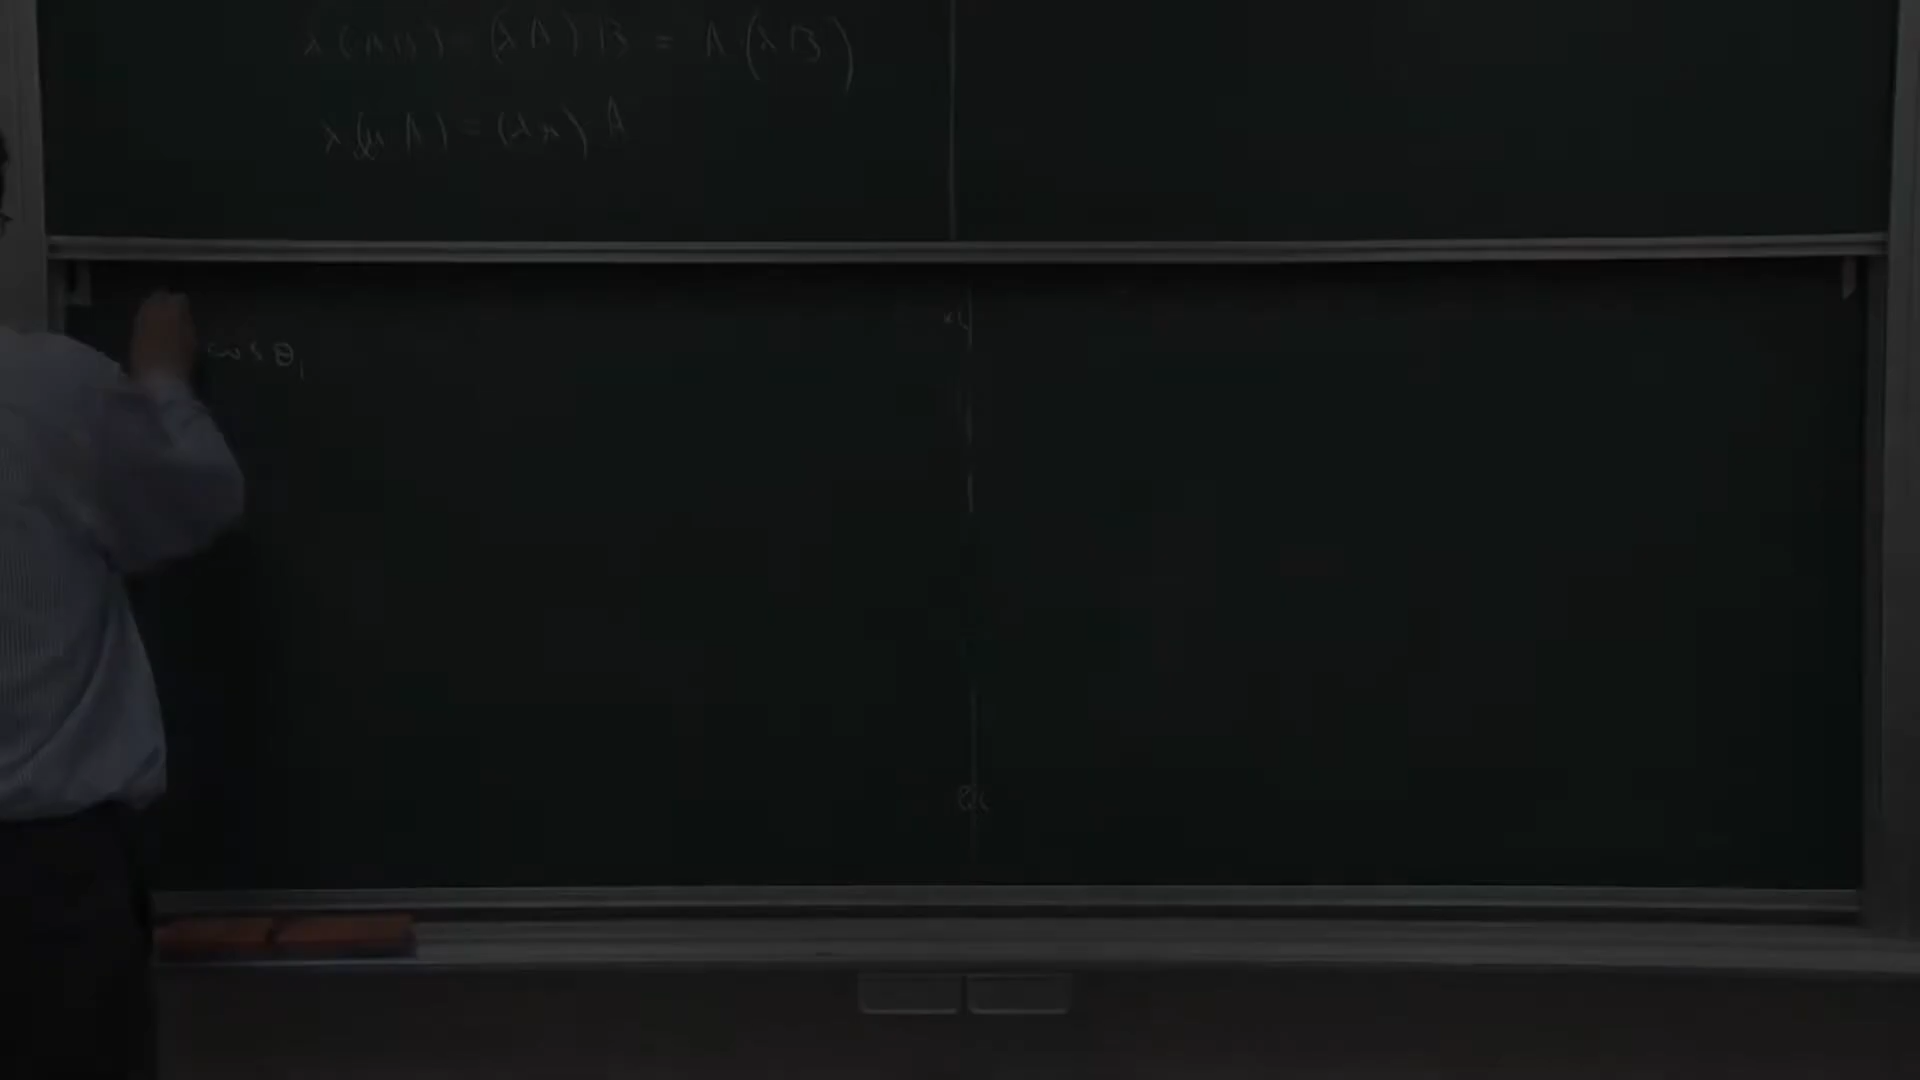 λ(AB) = (λA)B = A(λB)
λ(μA) = (λμ)A
cos θ₁